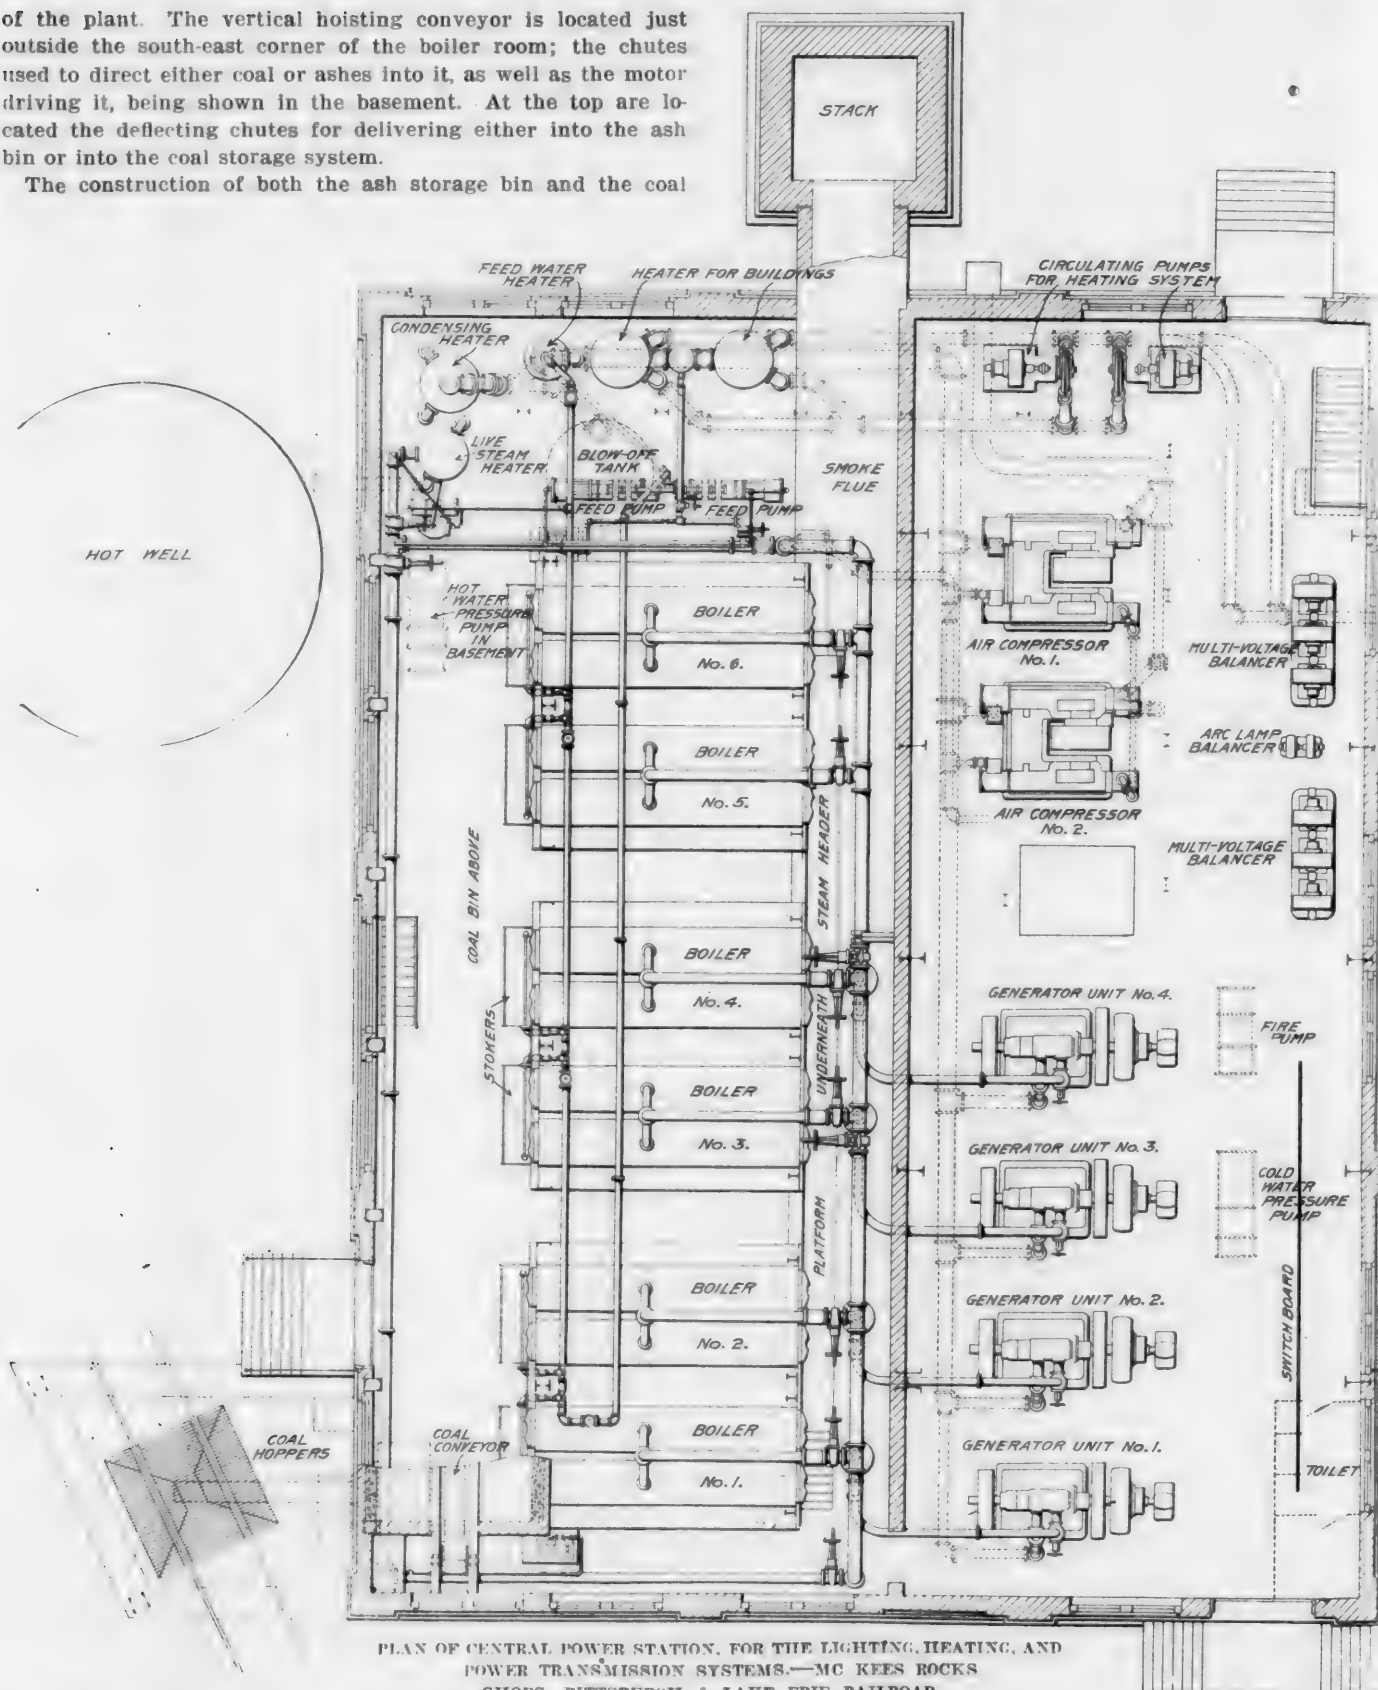 of the plant. The vertical hoisting conveyor is located just
outside the south-east corner of the boiler room; the chutes
used to direct either coal or ashes into it, as well as the motor
driving it, being shown in the basement. At the top are lo-
cated the deflecting chutes for delivering either into the ash
bin or into the coal storage system.
The construction of both the ash storage bin and the coal
STACK
FEED WATER
HEATER
HEATER FOR BUILDINGS
CIRCULATING PUMPS
FOR HEATING SYSTEM
CONDENSING
HEATER
LIVE
STEAM
HEATER
BLOW-OFF
TANK
SMOKE
FLUE
FEED PUMP
FEED PUMP
HOT WELL
HOT
WATER
PRESSURE
PUMP
IN
BASEMENT
BOILER
No. 6.
AIR COMPRESSOR
No. 1.
MULTI-VOLTAGE
BALANCER
BOILER
No. 5.
ARC LAMP
BALANCER
AIR COMPRESSOR
No. 2.
MULTI-VOLTAGE
BALANCER
COAL BIN ABOVE
STEAM HEADER
BOILER
No. 4.
GENERATOR UNIT No. 4.
FIRE
PUMP
STOKERS
UNDERNEATH
BOILER
No. 3.
GENERATOR UNIT No. 3.
COLD
WATER
PRESSURE
PUMP
PLATFORM
BOILER
No. 2.
GENERATOR UNIT No. 2.
SWITCH BOARD
COAL
HOPPERS
COAL
CONVEYOR
BOILER
No. 1.
GENERATOR UNIT No. 1.
TOILET
PLAN OF CENTRAL POWER STATION, FOR THE LIGHTING, HEATING, AND
POWER TRANSMISSION SYSTEMS.—MC KEES ROCKS
SHOPS, PITTSBURGH & LAKE ERIE RAILROAD